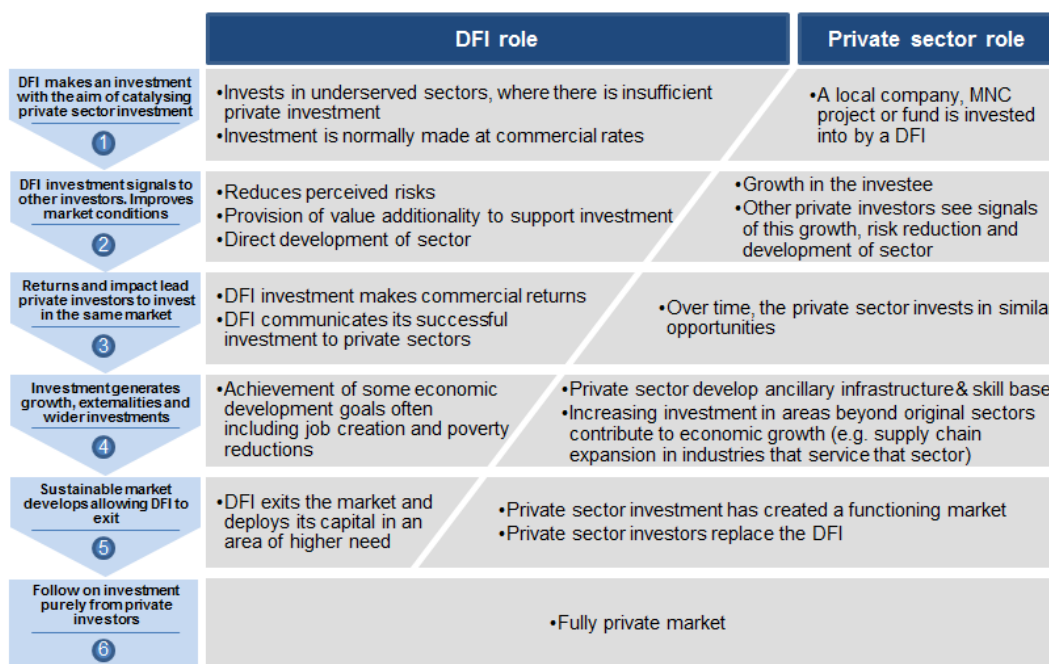 DFI role
Private sector role
DFI makes an investment
with the aim of catalysing
private sector investment
1
•Invests in underserved sectors, where there is insufficient
private investment
•Investment is normally made at commercial rates
•A local company, MNC
project or fund is invested
into by a DFI
DFI investment signals to
other investors. Improves
market conditions
2
•Reduces perceived risks
•Provision of value additionality to support investment
•Direct development of sector
•Growth in the investee
•Other private investors see signals
of this growth, risk reduction and
development of sector
Returns and impact lead
private investors to invest
in the same market
3
•DFI investment makes commercial returns
•DFI communicates its successful
investment to private sectors
•Over time, the private sector invests in simila
opportunities
Investment generates
growth, externalities and
wider investments
4
•Achievement of some economic
development goals often
including job creation and poverty
reductions
•Private sector develop ancillary infrastructure & skill base
•Increasing investment in areas beyond original sectors
contribute to economic growth (e.g. supply chain
expansion in industries that service that sector)
Sustainable market
develops allowing DFI to
exit
5
•DFI exits the market and
deploys its capital in an
area of higher need
•Private sector investment has created a functioning market
•Private sector investors replace the DFI
Follow on investment
purely from private
investors
6
•Fully private market